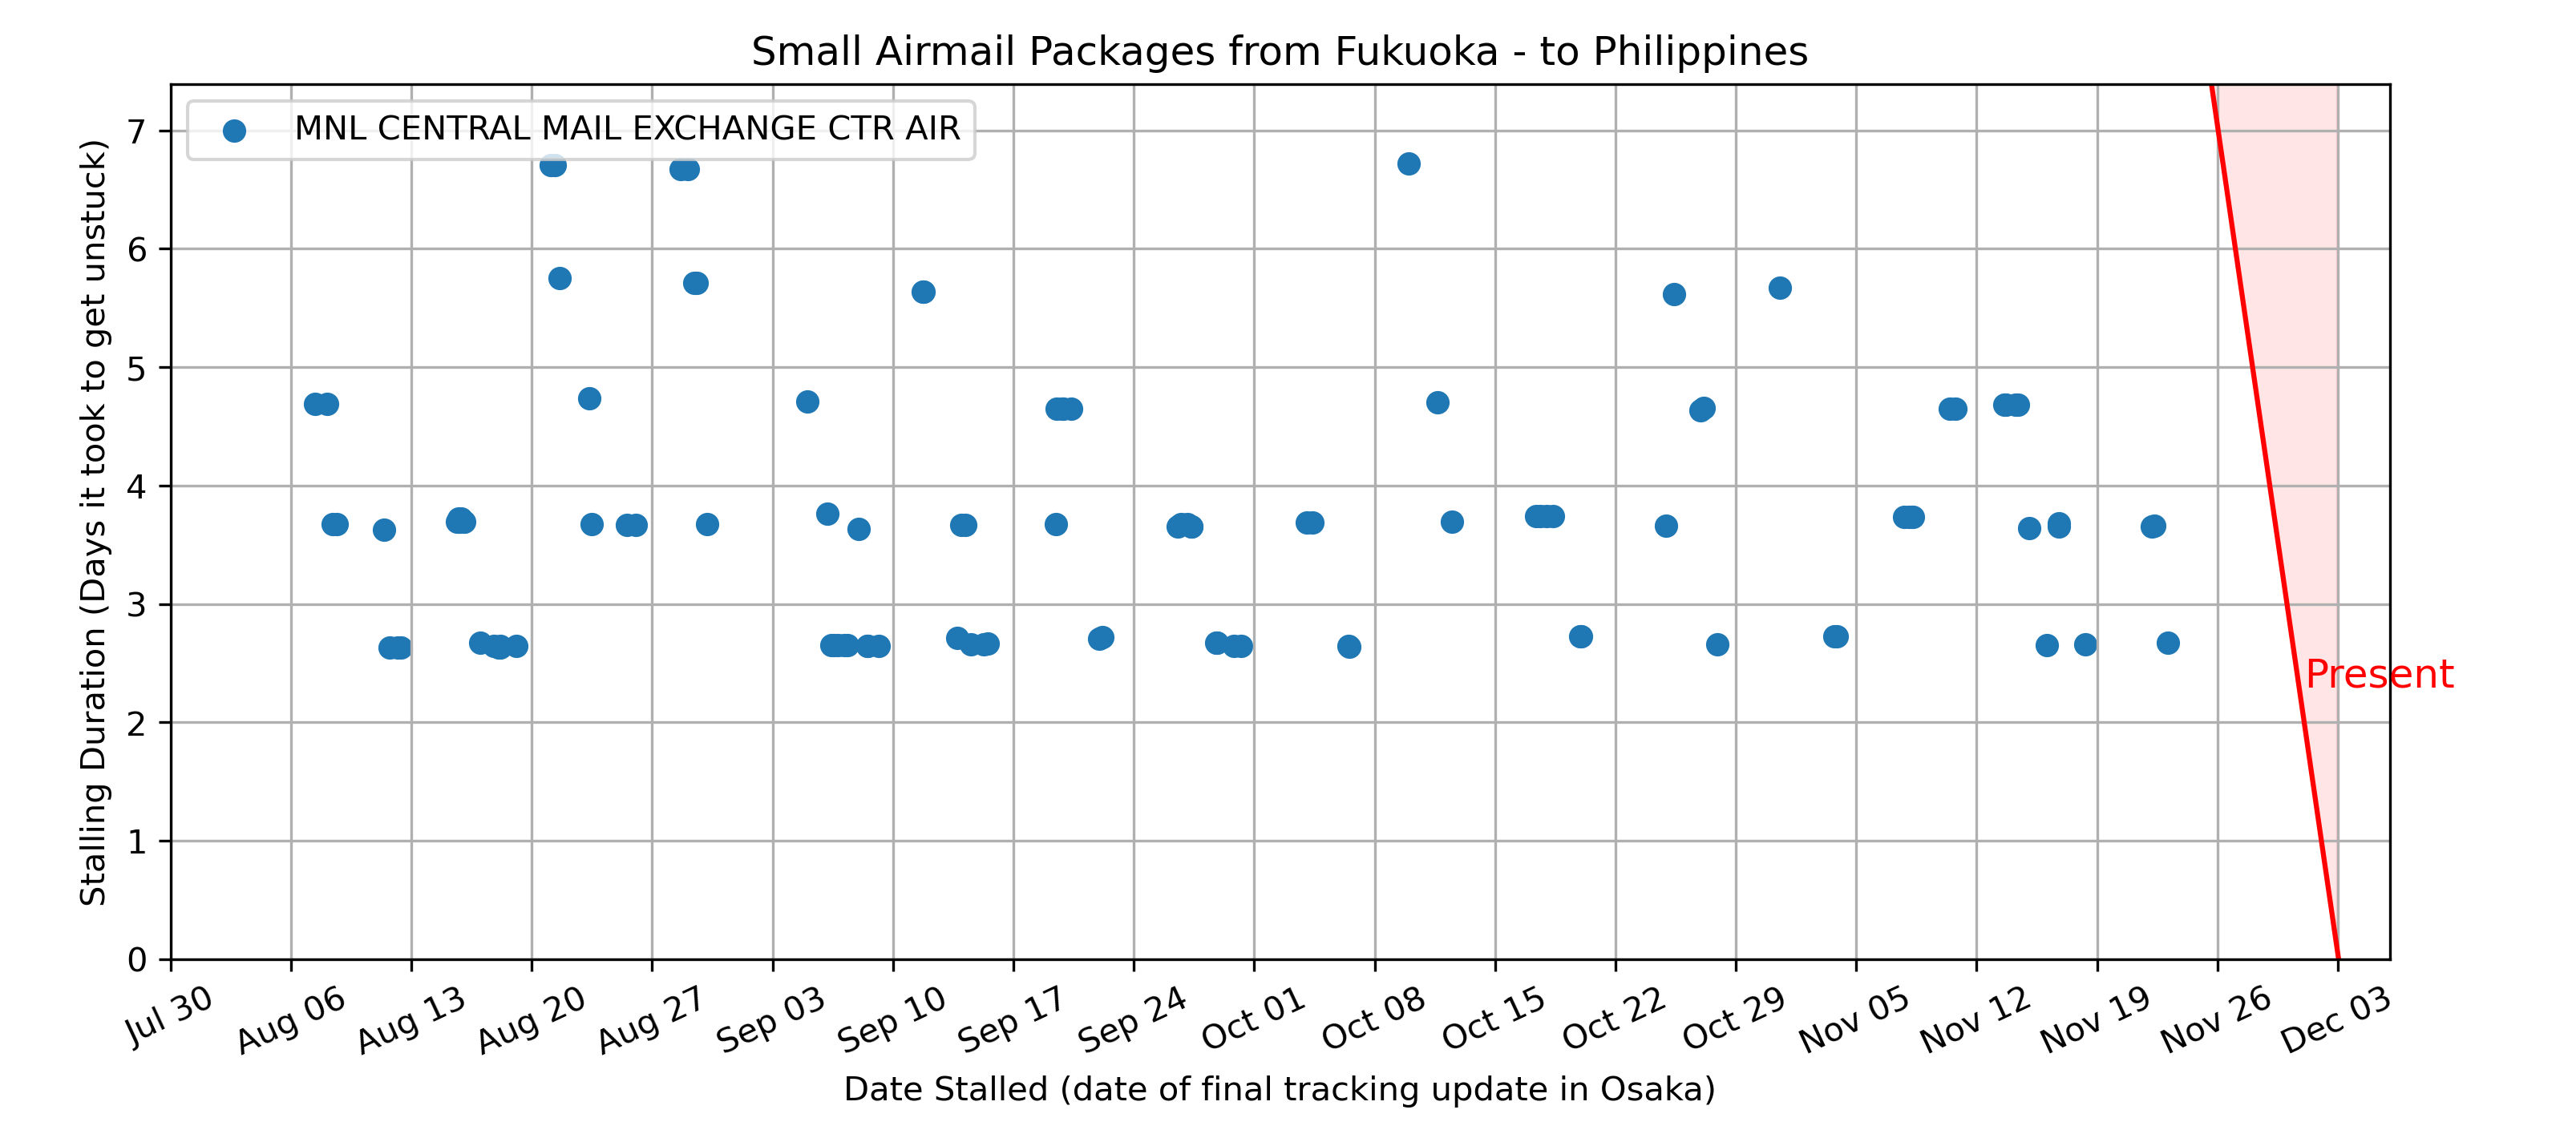 Small Airmail Packages from Fukuoka - to Philippines
MNL CENTRAL MAIL EXCHANGE CTR AIR
Stalling Duration (Days it took to get unstuck)
7
6
5
4
3
2
1
0
Present
Jul 30
Aug 06
Aug 13
Aug 20
Aug 27
Sep 03
Sep 10
Sep 17
Sep 24
Oct 01
Oct 08
Oct 15
Oct 22
Oct 29
Nov 05
Nov 12
Nov 19
Nov 26
Dec 03
Date Stalled (date of final tracking update in Osaka)